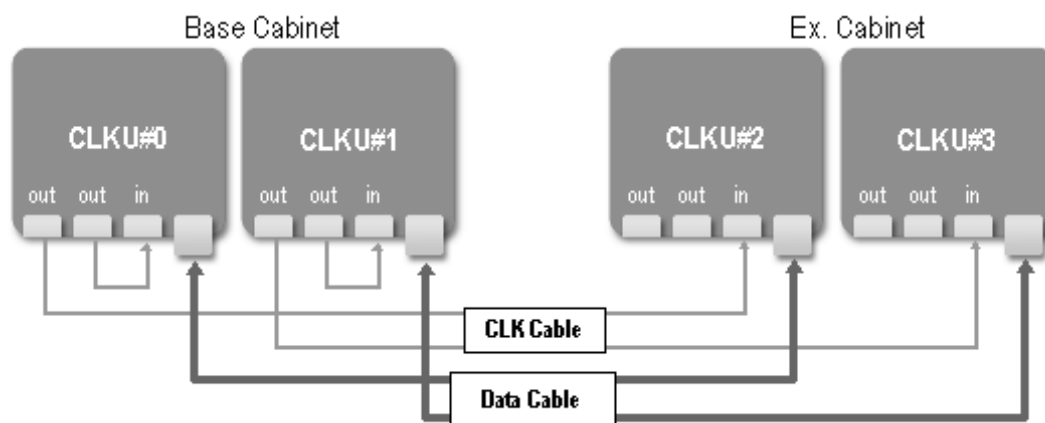 Base Cabinet
Ex. Cabinet
CLKU#0
CLKU#1
CLKU#2
CLKU#3
out out in
out out in
out out in
out out in
CLK Cable
Data Cable